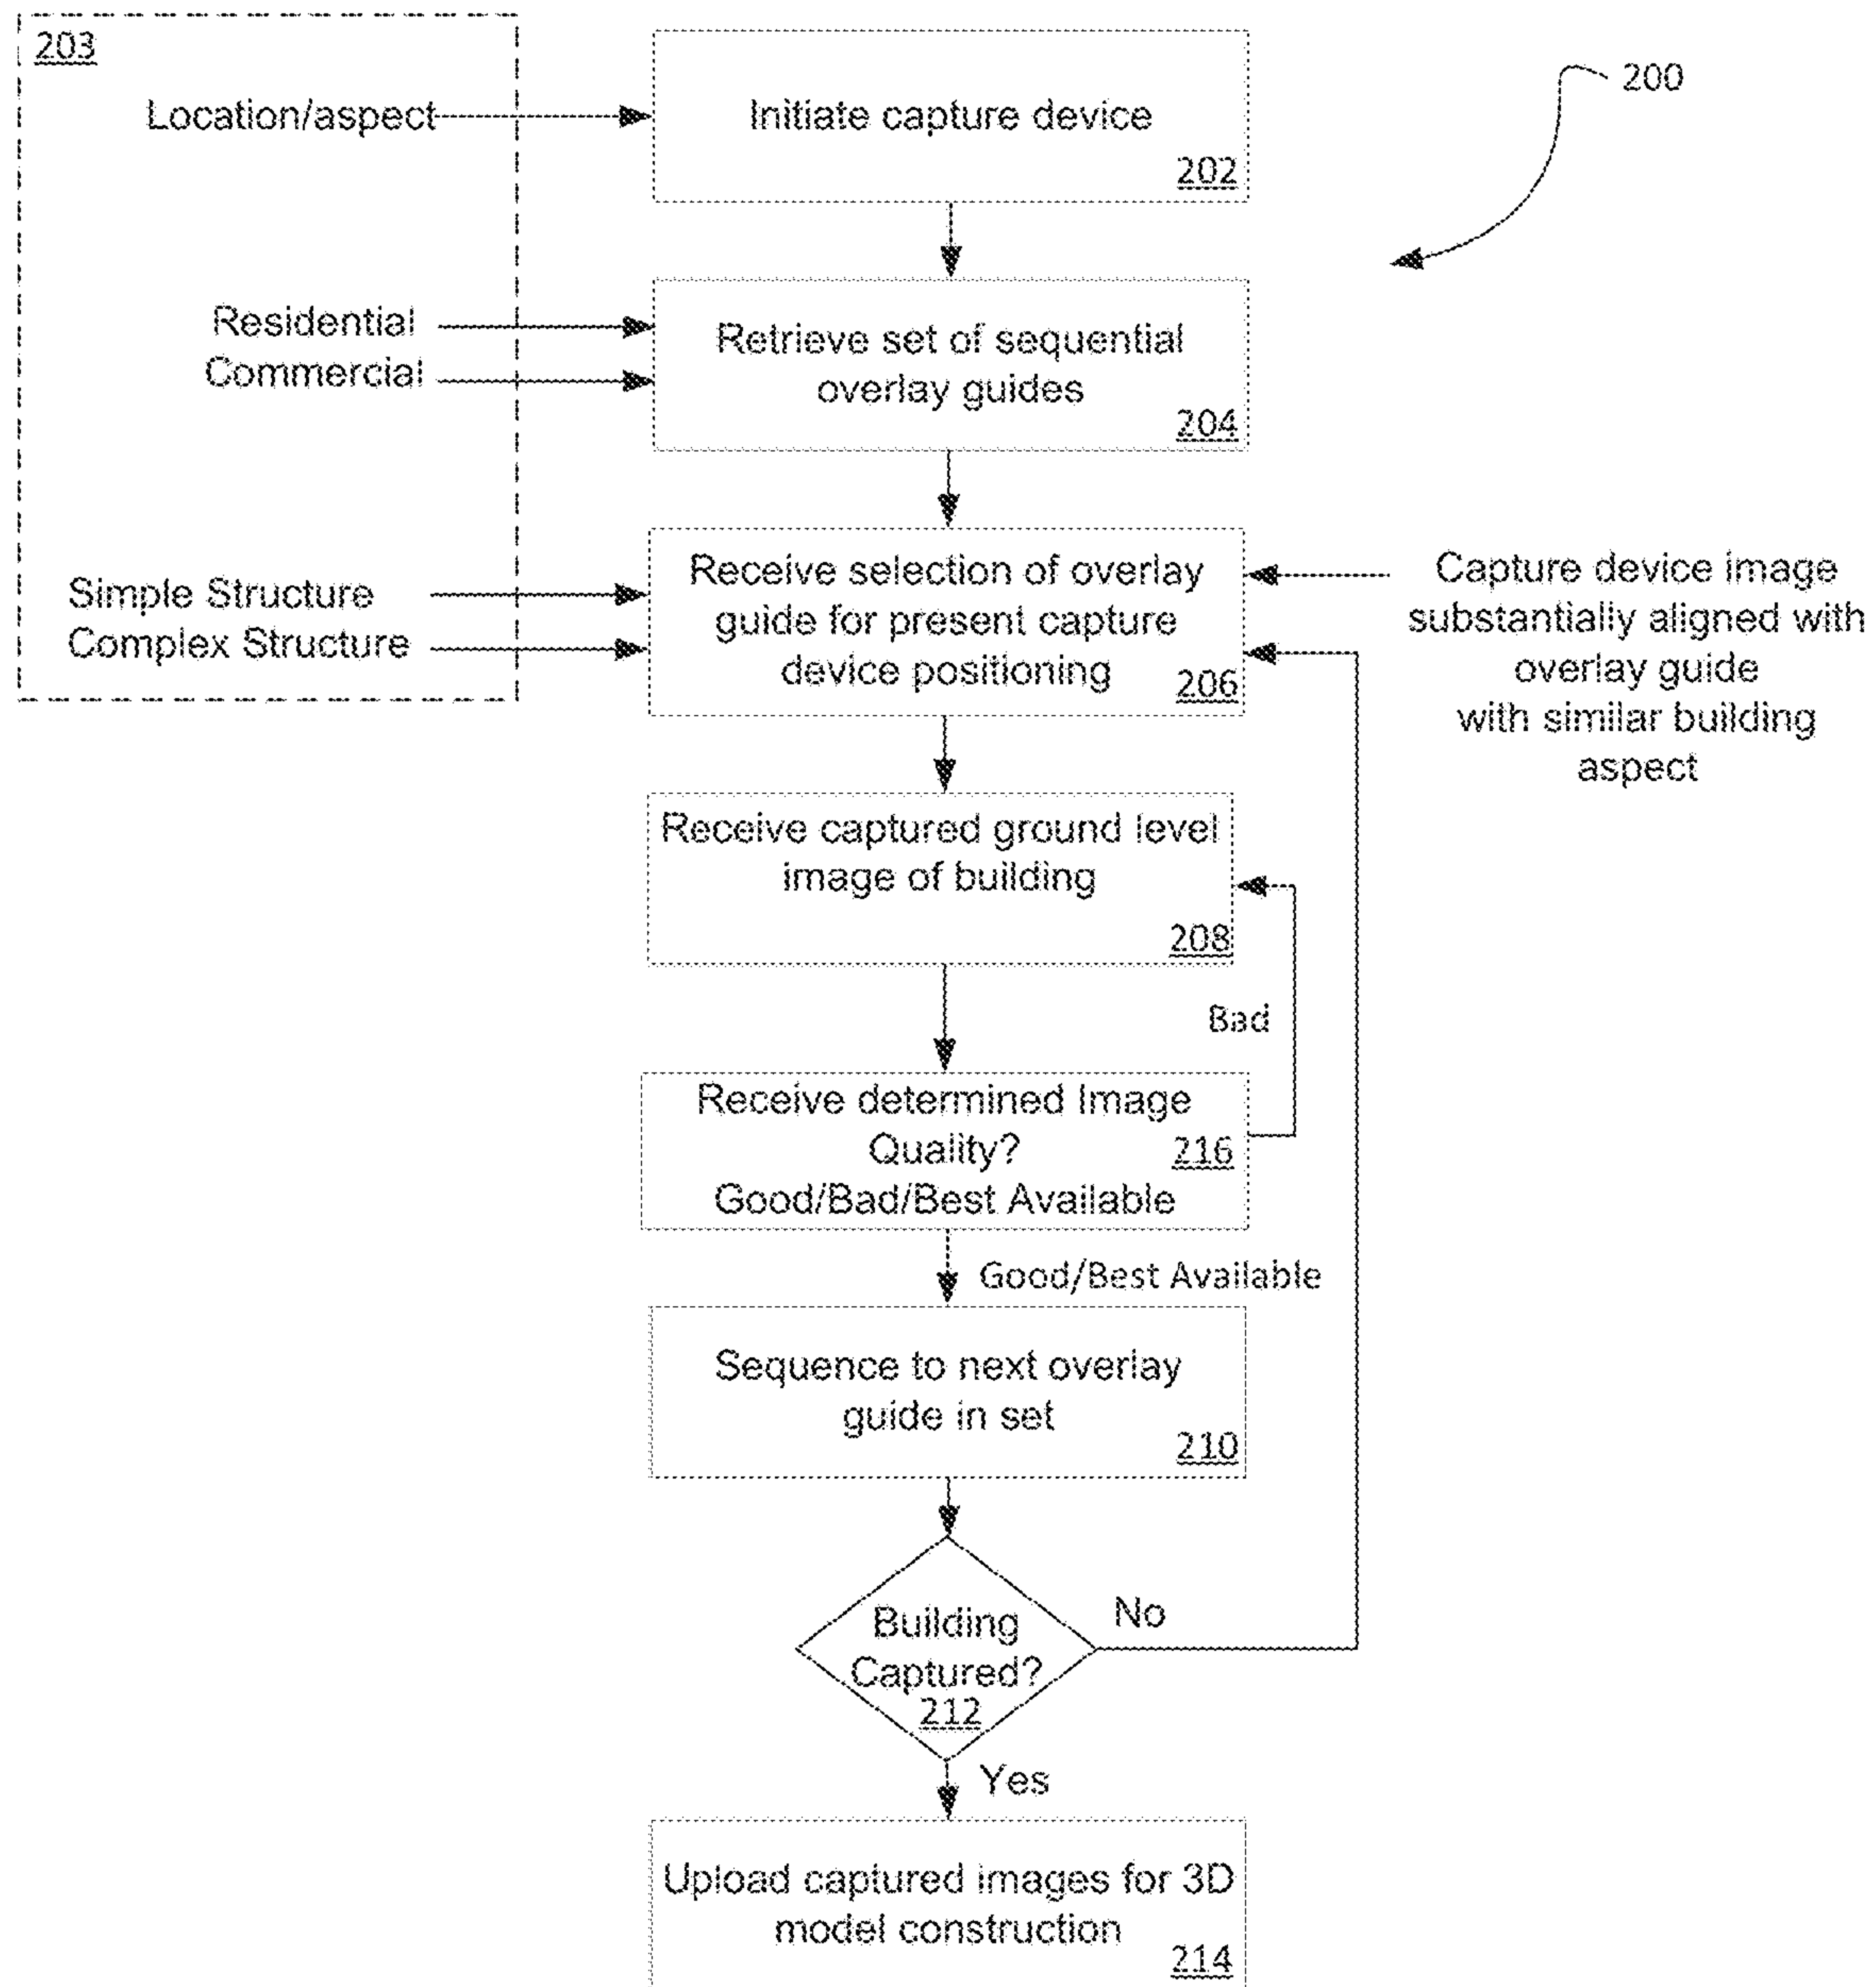 203
Location/aspect
Initiate capture device
202
200
Residential
Commercial
Retrieve set of sequential
overlay guides
204
Simple Structure
Complex Structure
Receive selection of overlay
guide for present capture
device positioning
206
Capture device image
substantially aligned with
overlay guide
with similar building
aspect
Receive captured ground level
image of building
208
Bad
Receive determined Image
Quality?
216
Good/Bad/Best Available
Good/Best Available
Sequence to next overlay
guide in set
210
Building
Captured?
212
No
Yes
Upload captured images for 3D
model construction
214